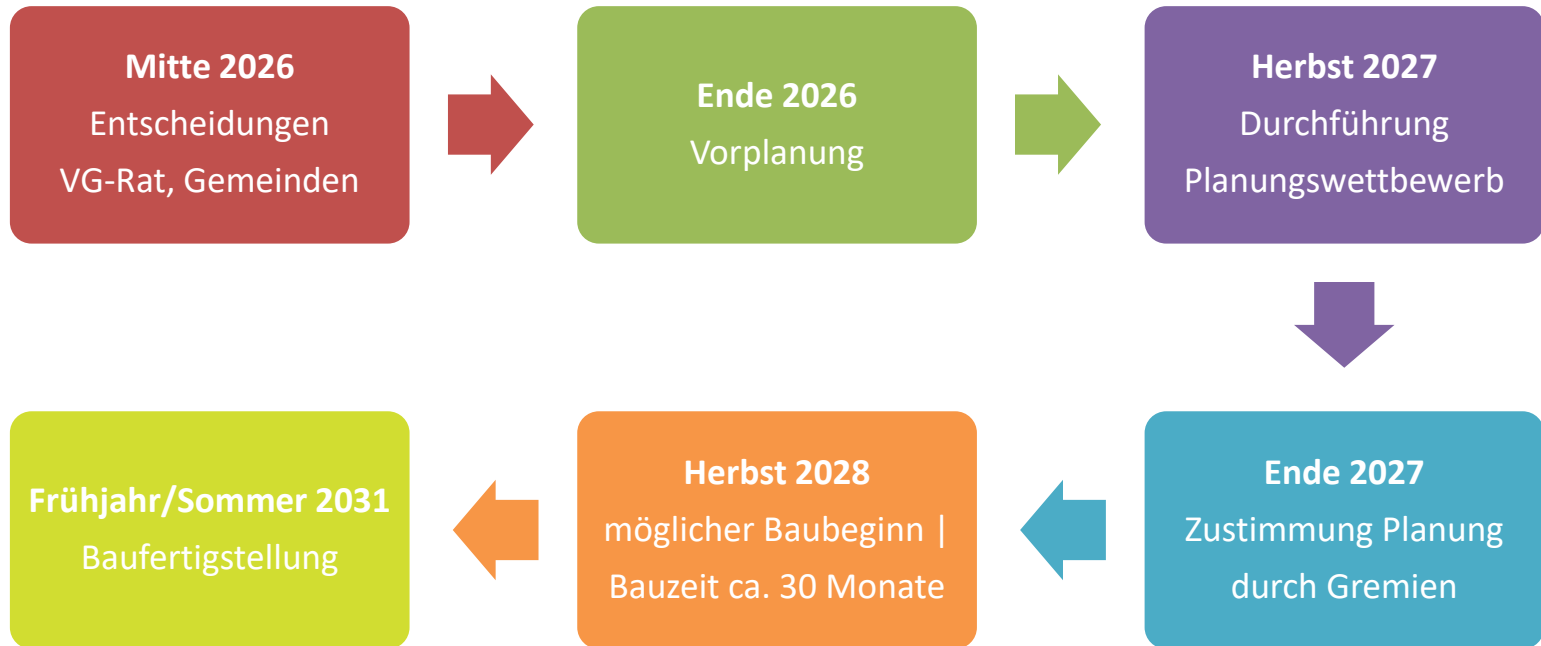 Mitte 2026
Entscheidungen
VG-Rat, Gemeinden
Ende 2026
Vorplanung
Herbst 2027
Durchführung
Planungswettbewerb
Ende 2027
Zustimmung Planung
durch Gremien
Herbst 2028
möglicher Baubeginn |
Bauzeit ca. 30 Monate
Frühjahr/Sommer 2031
Baufertigstellung